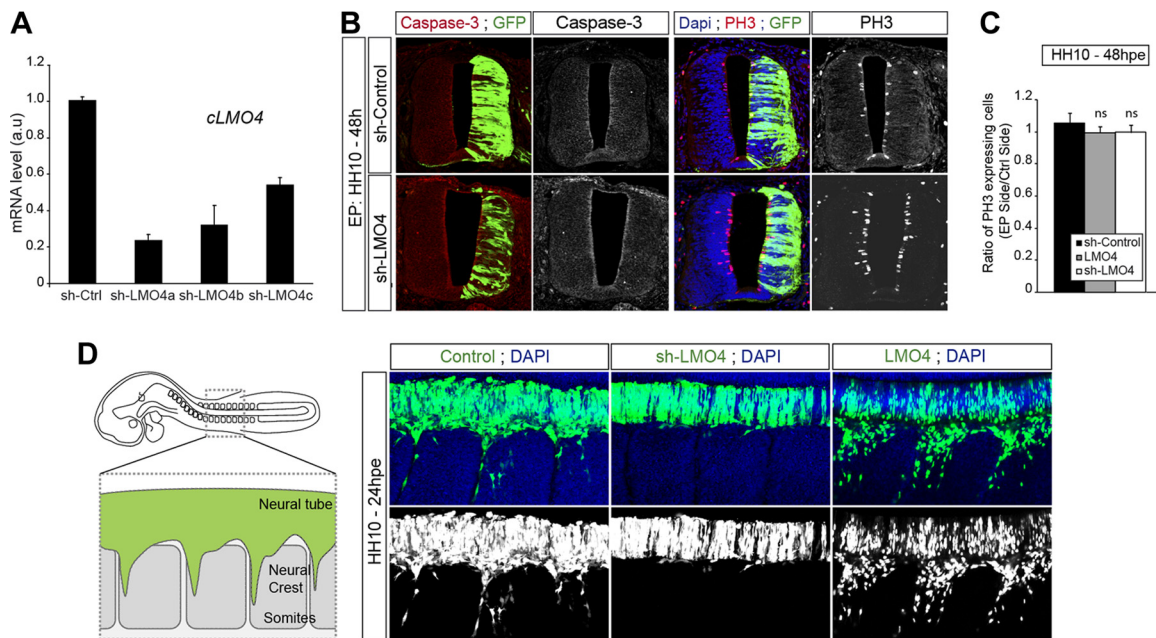 A
mRNA level (a.u)
1.2
1.0
0.8
0.6
0.4
0.2
0
cLMO4
sh-Ctrl sh-LMO4a sh-LMO4b sh-LMO4c
B
Caspase-3 ; GFP
Caspase-3
Dapi ; PH3 ; GFP
PH3
EP: HH10 - 48h
sh-Control
sh-LMO4
C
HH10 - 48hpe
Ratio of PH3 expressing cells
(EP Side/Ctrl Side)
1.2
1
0.8
0.6
0.4
0.2
0
ns ns
sh-Control
LMO4
sh-LMO4
D
Neural tube
Neural
Crest
Somites
Control ; DAPI
sh-LMO4 ; DAPI
LMO4 ; DAPI
HH10 - 24hpe